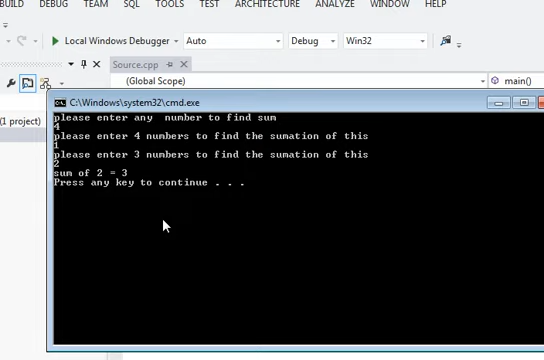 BUILD DEBUG TEAM SQL TOOLS TEST ARCHITECTURE ANALYZE WINDOW HELP
Local Windows Debugger Auto Debug Win32
Source.cpp
(Global Scope) main()
C:\Windows\system32\cmd.exe
(1 project)
please enter any  number to find sum
4
please enter 4 numbers to find the sumation of this
1
please enter 3 numbers to find the sumation of this
2
sum of 2 = 3
Press any key to continue . . .